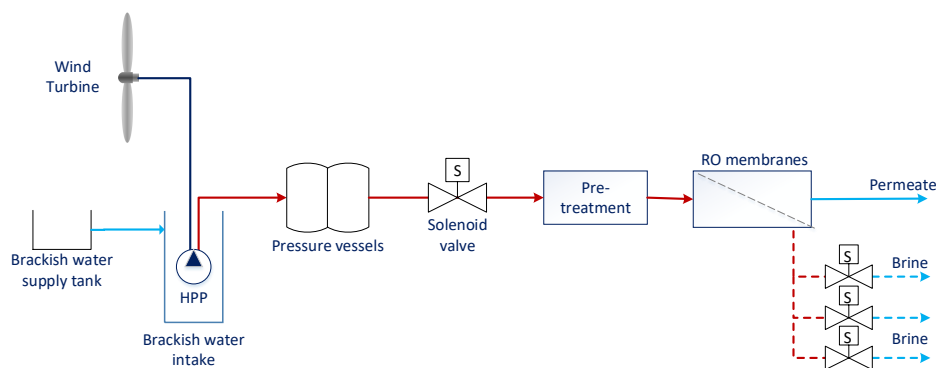 Wind
Turbine
RO membranes
S
Pre-
treatment
Permeate
Solenoid
valve
Pressure vessels
Brackish water
supply tank
HPP
Brackish water
intake
S
Brine
S
S
Brine